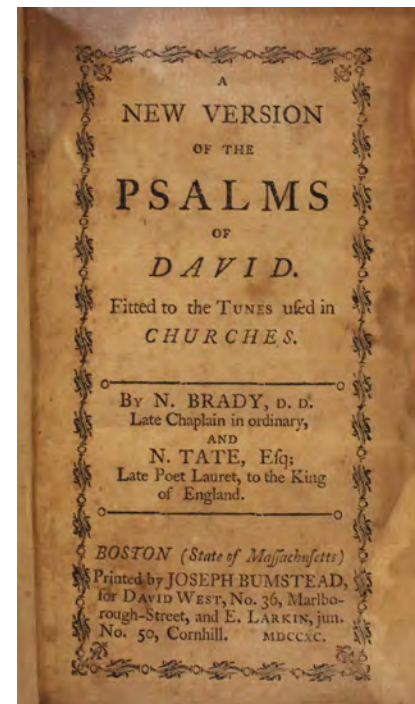 A
NEW VERSION
OF THE
PSALMS
OF
DAVID.
Fitted to the TUNES uſed in
CHURCHES.
BY N. BRADY, D. D.
Late Chaplain in ordinary,
AND
N. TATE, Eſq;
Late Poet Lauret, to the King
of England.
BOSTON (State of Maſſachuſetts)
Printed by JOSEPH BUMSTEAD,
for DAVID WEST, No. 36, Marlbo-
rough-Street, and E. LARKIN, jun.
No. 50, Cornhill. MDCCXC.